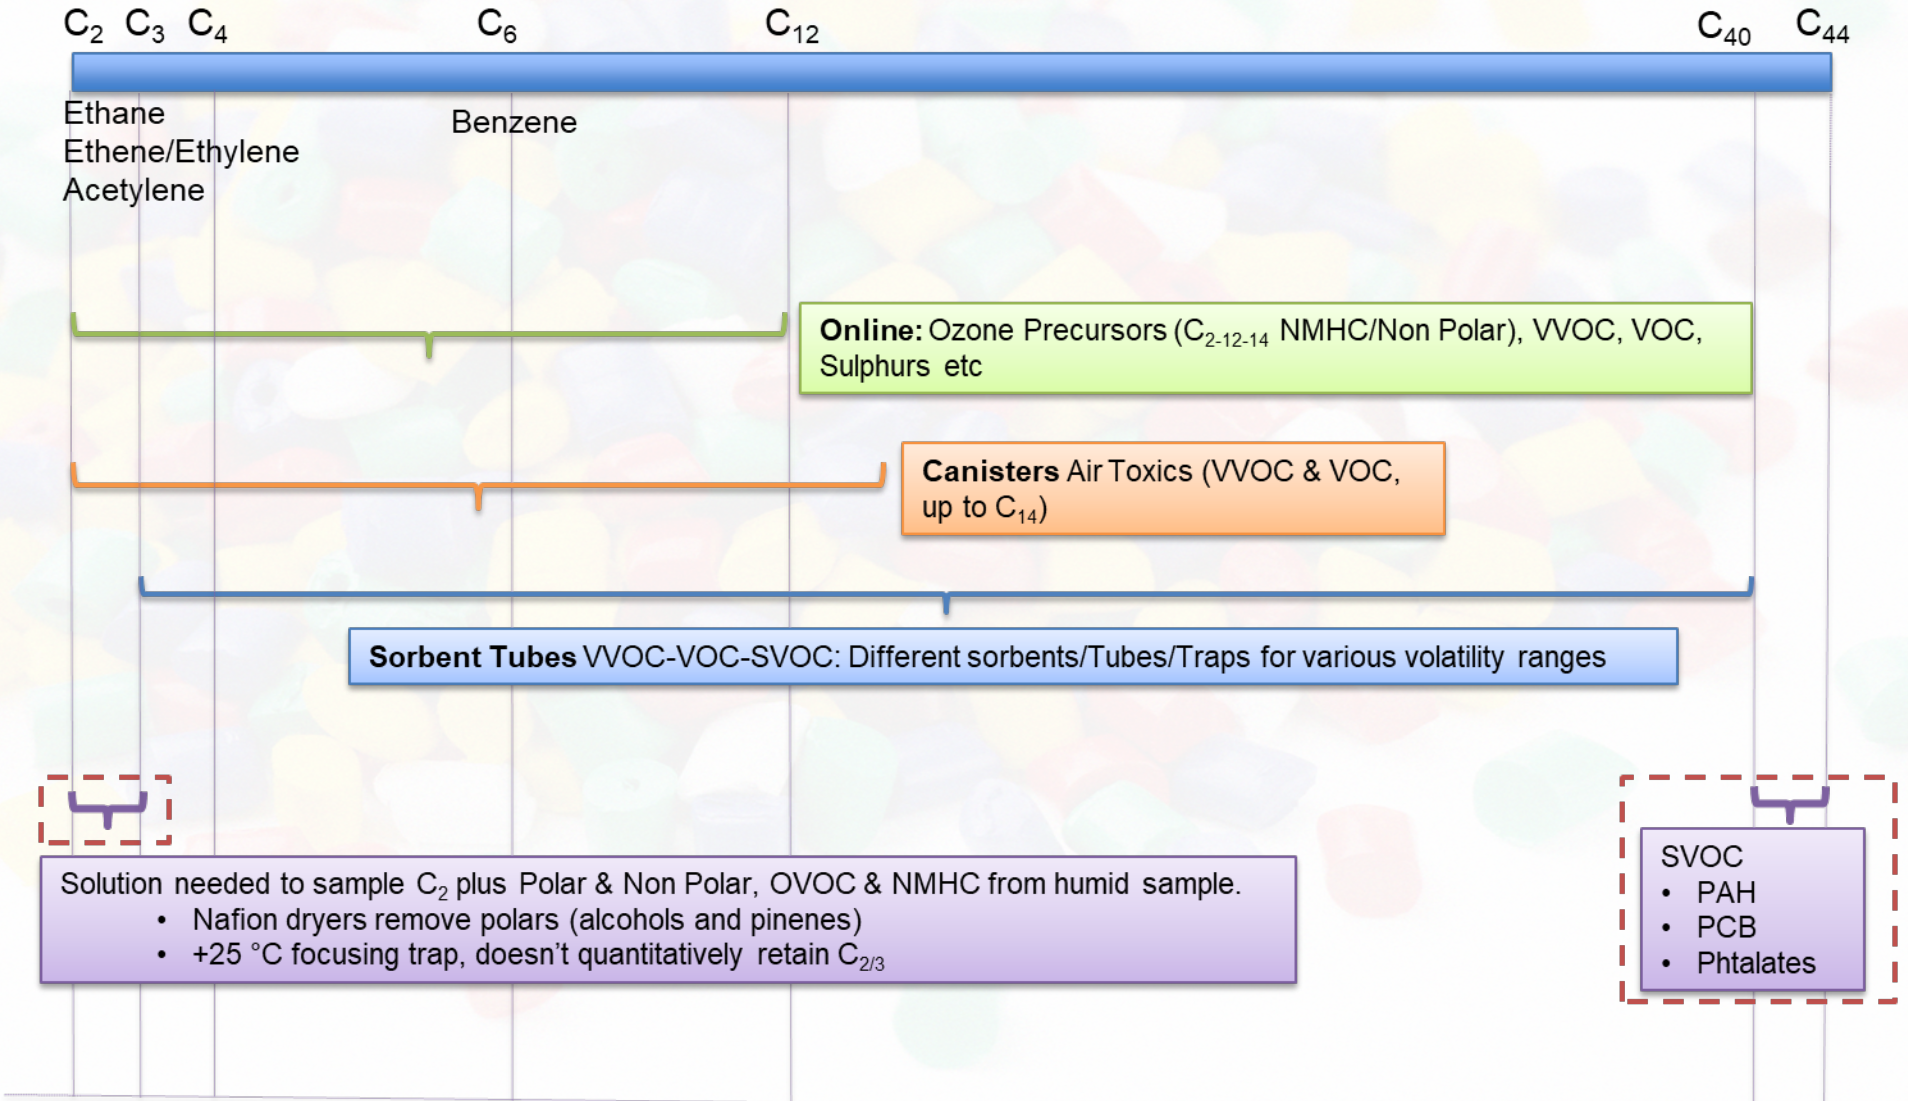 C₂ C₃ C₄ C₆ C₁₂ C₄₀ C₄₄
Ethane
Ethene/Ethylene
Acetylene
Benzene
Online: Ozone Precursors (C₂₋₁₂₋₁₄ NMHC/Non Polar), VVOC, VOC,
Sulphurs etc
Canisters Air Toxics (VVOC & VOC,
up to C₁₄)
Sorbent Tubes VVOC-VOC-SVOC: Different sorbents/Tubes/Traps for various volatility ranges
Solution needed to sample C₂ plus Polar & Non Polar, OVOC & NMHC from humid sample.
• Nafion dryers remove polars (alcohols and pinenes)
• +25 °C focusing trap, doesn’t quantitatively retain C₂/₃
SVOC
• PAH
• PCB
• Phtalates